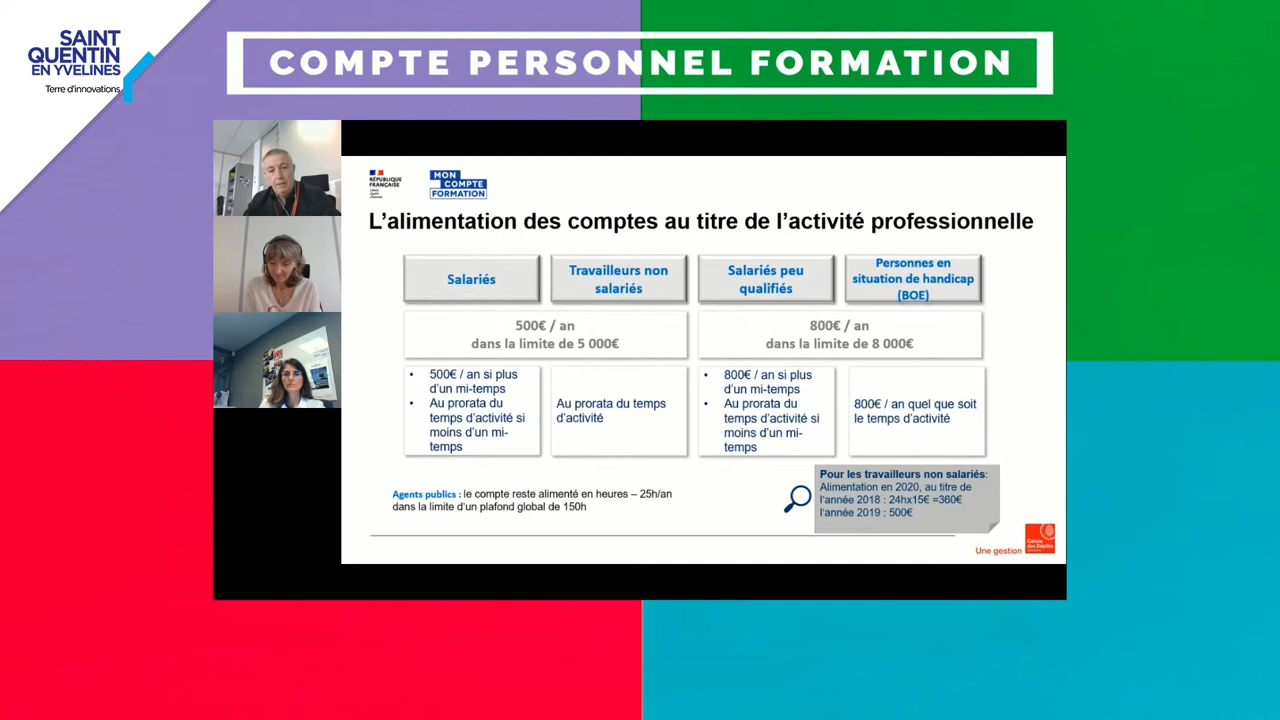 SAINT
QUENTIN
EN YVELINES
Terre d'innovations
COMPTE PERSONNEL FORMATION
RÉPUBLIQUE
FRANÇAISE
MON
COMPTE
FORMATION
L'alimentation des comptes au titre de l'activité professionnelle
Salariés
Travailleurs non
salariés
Salariés peu
qualifiés
Personnes en
situation de handicap
(BOE)
500€ / an
dans la limite de 5 000€
800€ / an
dans la limite de 8 000€
• 500€ / an si plus
d'un mi-temps
• Au prorata du
temps d'activité si
moins d'un mi-
temps
Au prorata du temps
d'activité
• 800€ / an si plus
d'un mi-temps
• Au prorata du
temps d'activité si
moins d'un mi-
temps
800€ / an quel que soit
le temps d'activité
Agents publics : le compte reste alimenté en heures – 25h/an
dans la limite d'un plafond global de 150h
Pour les travailleurs non salariés:
Alimentation en 2020, au titre de
l'année 2018 : 24hx15€ =360€
l'année 2019 : 500€
Une gestion
Caisse
des Dépôts